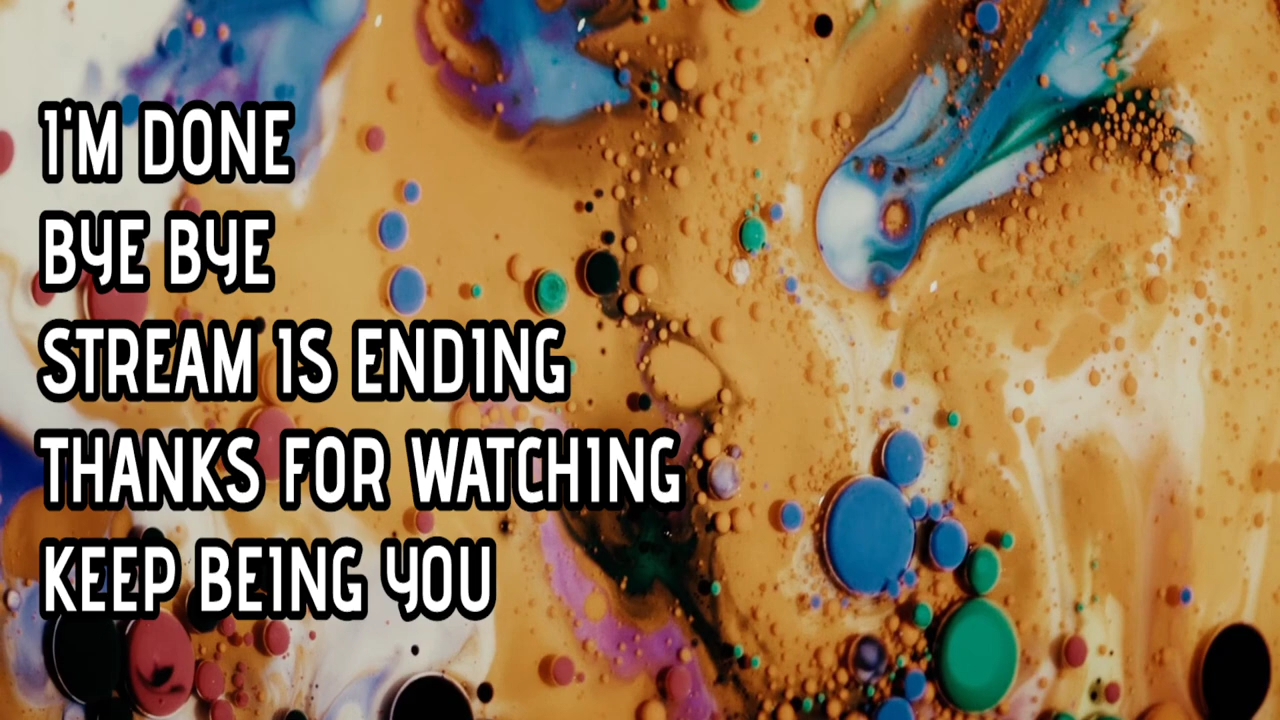 I'M DONE
BYE BYE
STREAM IS ENDING
THANKS FOR WATCHING
KEEP BEING YOU